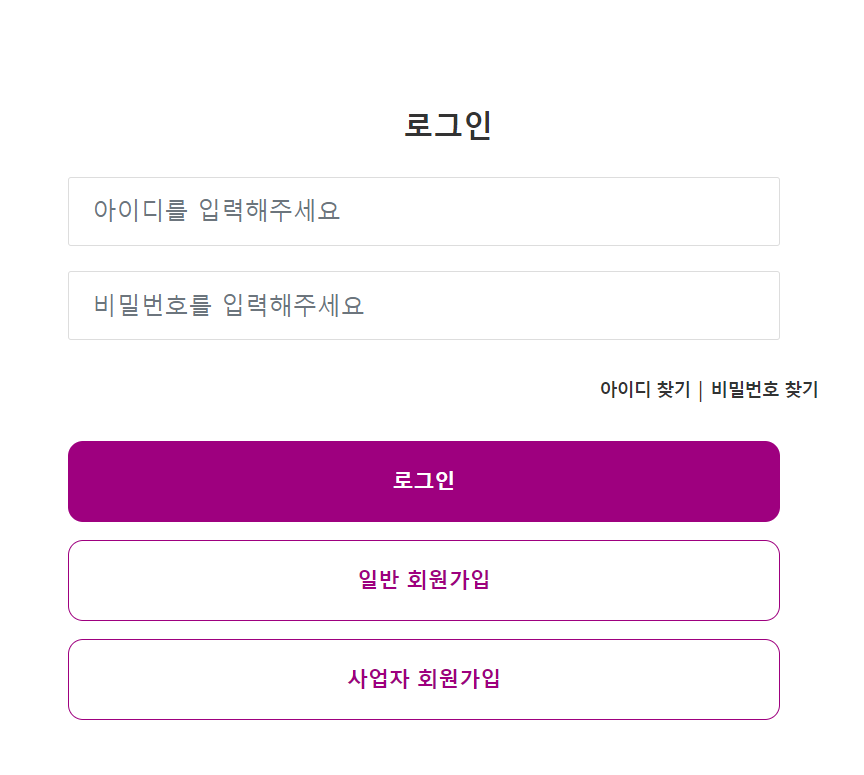 로그인
아이디를 입력해주세요
비밀번호를 입력해주세요
아이디 찾기 | 비밀번호 찾기
로그인
일반 회원가입
사업자 회원가입